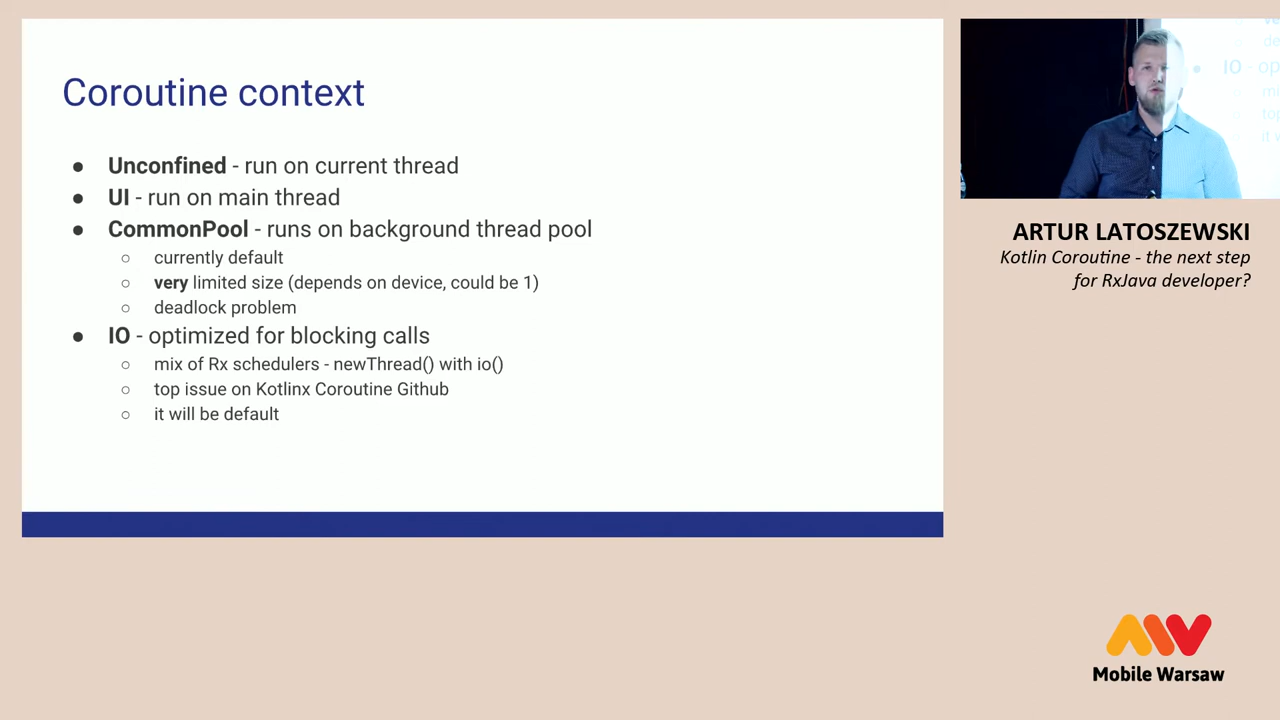 Coroutine context
● Unconfined - run on current thread
● UI - run on main thread
● CommonPool - runs on background thread pool
○ currently default
○ very limited size (depends on device, could be 1)
○ deadlock problem
● IO - optimized for blocking calls
○ mix of Rx schedulers - newThread() with io()
○ top issue on Kotlinx Coroutine Github
○ it will be default
IO - op
ARTUR LATOSZEWSKI
Kotlin Coroutine - the next step
for RxJava developer?
Mobile Warsaw